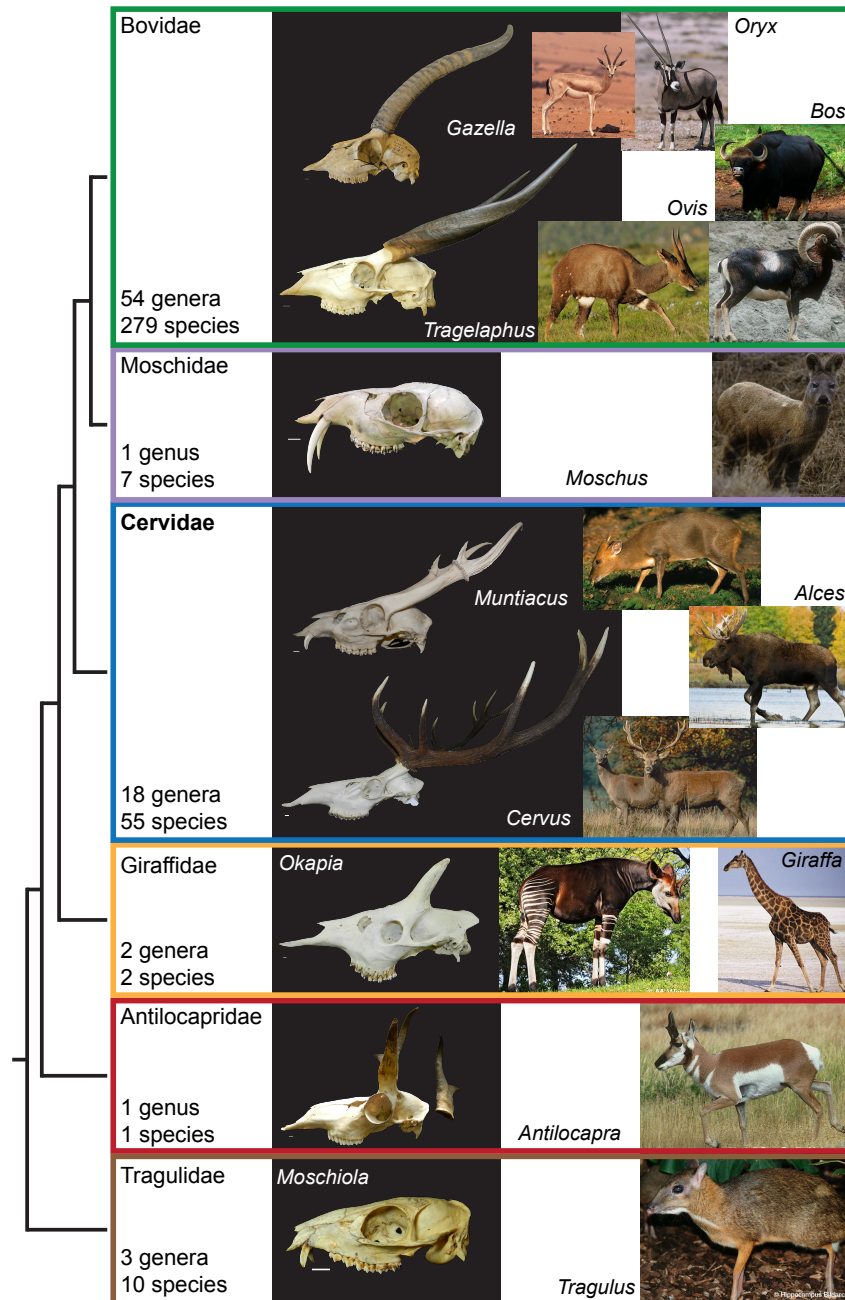 Bovidae
Oryx
Gazella
Bos
Ovis
54 genera
279 species
Tragelaphus
Moschidae
1 genus
7 species
Moschus
Cervidae
Muntiacus
Alces
18 genera
55 species
Cervus
Giraffidae
Okapia
Giraffa
2 genera
2 species
Antilocapridae
1 genus
1 species
Antilocapra
Tragulidae
Moschiola
3 genera
10 species
Tragulus